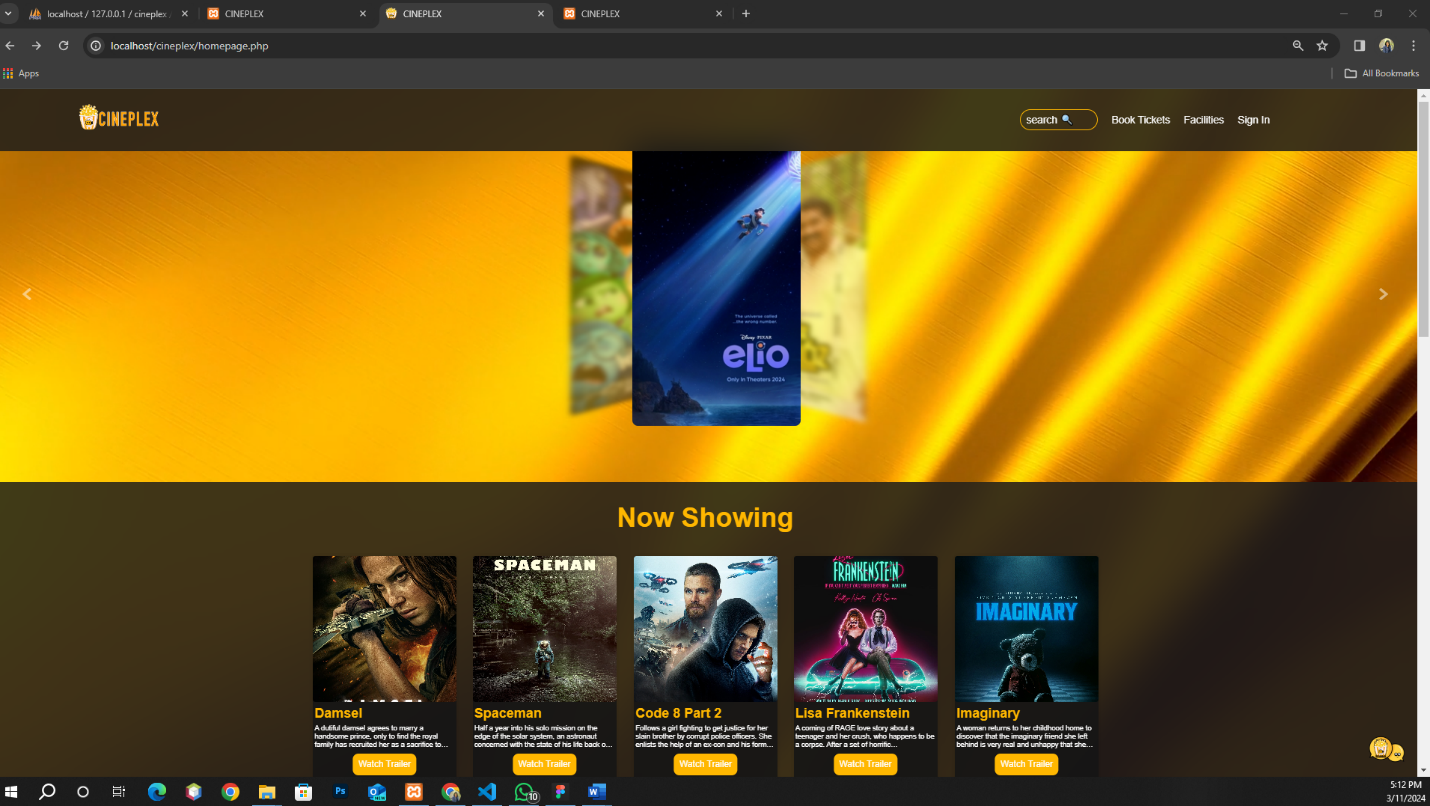 localhost / 127.0.0.1 / cineplex /
CINEPLEX
CINEPLEX
CINEPLEX
localhost/cineplex/homepage.php
Apps
All Bookmarks
CINEPLEX
search
Book Tickets
Facilities
Sign In
The universe called
...the wrong number.
Disney PIXAR
elio
Only in Theaters 2024
Now Showing
SPACEMAN
LISA
FRANKENSTEIN
IMAGINARY
Damsel
A dutiful damsel agrees to marry a
handsome prince, only to find the royal
family has recruited her as a sacrifice to...
Watch Trailer
Spaceman
Half a year into his solo mission on the
edge of the solar system, an astronaut
concerned with the state of his life back o...
Watch Trailer
Code 8 Part 2
Follows a girl fighting to get justice for her
slain brother by corrupt police officers. She
enlists the help of an ex-con and his form...
Watch Trailer
Lisa Frankenstein
A coming of RAGE love story about a
teenager and her crush, who happens to be
a corpse. After a set of horrific...
Watch Trailer
Imaginary
A woman returns to her childhood home to
discover that the imaginary friend she left
behind is very real and unhappy that she...
Watch Trailer
Ps
NEW
10
W
5:12 PM
3/11/2024